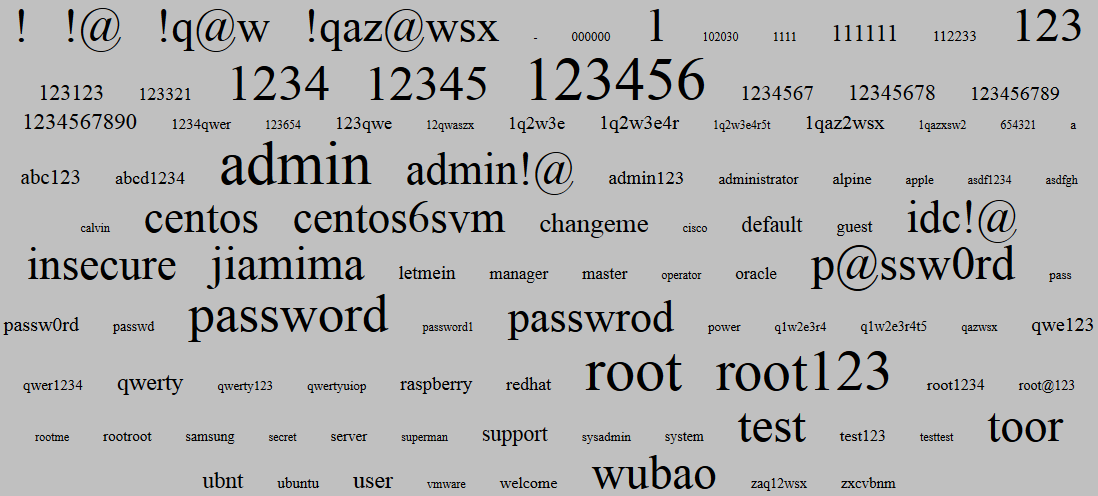 ! !@ !q@w !qaz@wsx - 000000 1 102030 1111 111111 112233 123
123123 123321 1234 12345 123456 1234567 12345678 123456789
1234567890 1234qwer 123654 123qwe 12qwaszx 1q2w3e 1q2w3e4r 1q2w3e4r5t 1qaz2wsx 1qazxsw2 654321 a
abc123 abcd1234 admin admin!@ admin123 administrator alpine apple asdf1234 asdfgh
calvin centos centos6svm changeme cisco default guest idc!@
insecure jiamima letmein manager master operator oracle p@ssw0rd pass
passw0rd passwd password password1 passwrod power q1w2e3r4 q1w2e3r4t5 qazwsx qwe123
qwer1234 qwerty qwerty123 qwertyuiop raspberry redhat root root123 root1234 root@123
rootme rootroot samsung secret server superman support sysadmin system test test123 testtest toor
ubnt ubuntu user vmware welcome wubao zaq12wsx zxcvbnm